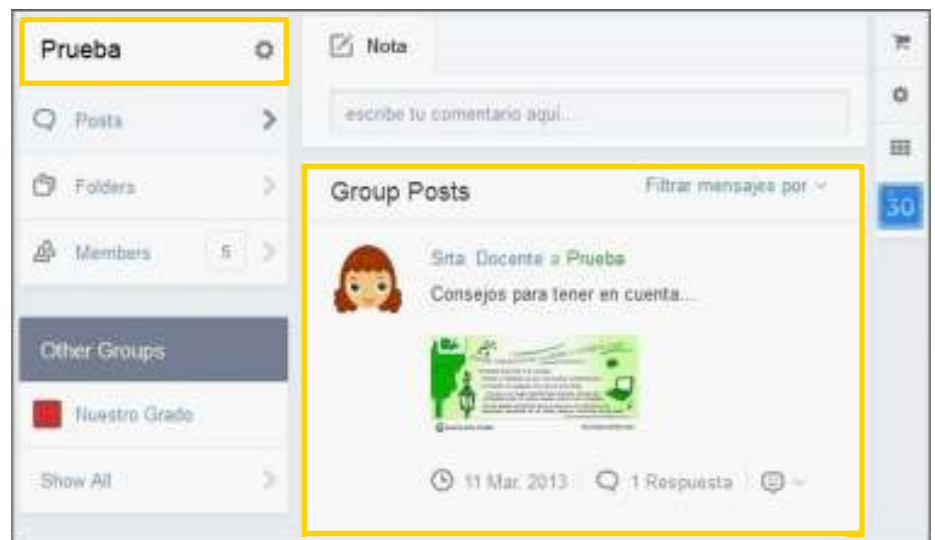 Prueba
Posts
Folders
Members 5
Other Groups
Nuestro Grado
Show All
Nota
escribe tu comentario aquí...
Group Posts
Filtrar mensajes por
Srta. Docente a Prueba
Consejos para tener en cuenta...
11 Mar. 2013 1 Respuesta
30